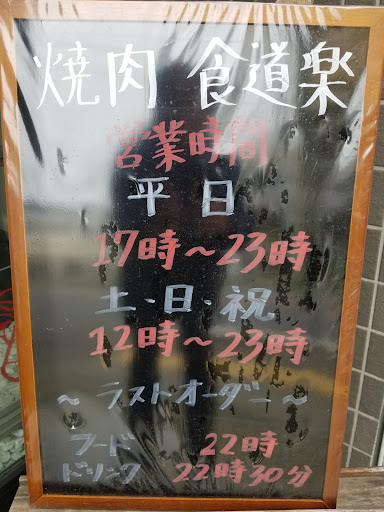 焼肉 食道楽
営業時間
平日
17時〜23時
土・日・祝
12時〜23時
〜ラストオーダー〜
フード 22時
ドリンク 22時30分